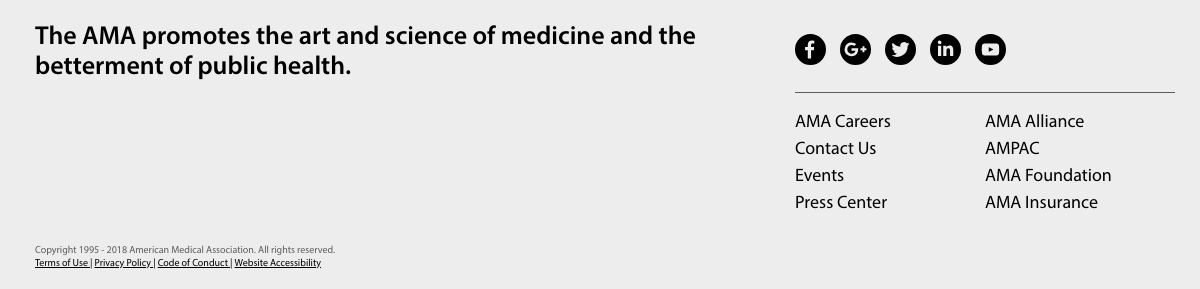 The AMA promotes the art and science of medicine and the
betterment of public health.
AMA Careers
Contact Us
Events
Press Center
AMA Alliance
AMPAC
AMA Foundation
AMA Insurance
Copyright 1995 - 2018 American Medical Association. All rights reserved.
Terms of Use | Privacy Policy | Code of Conduct | Website Accessibility